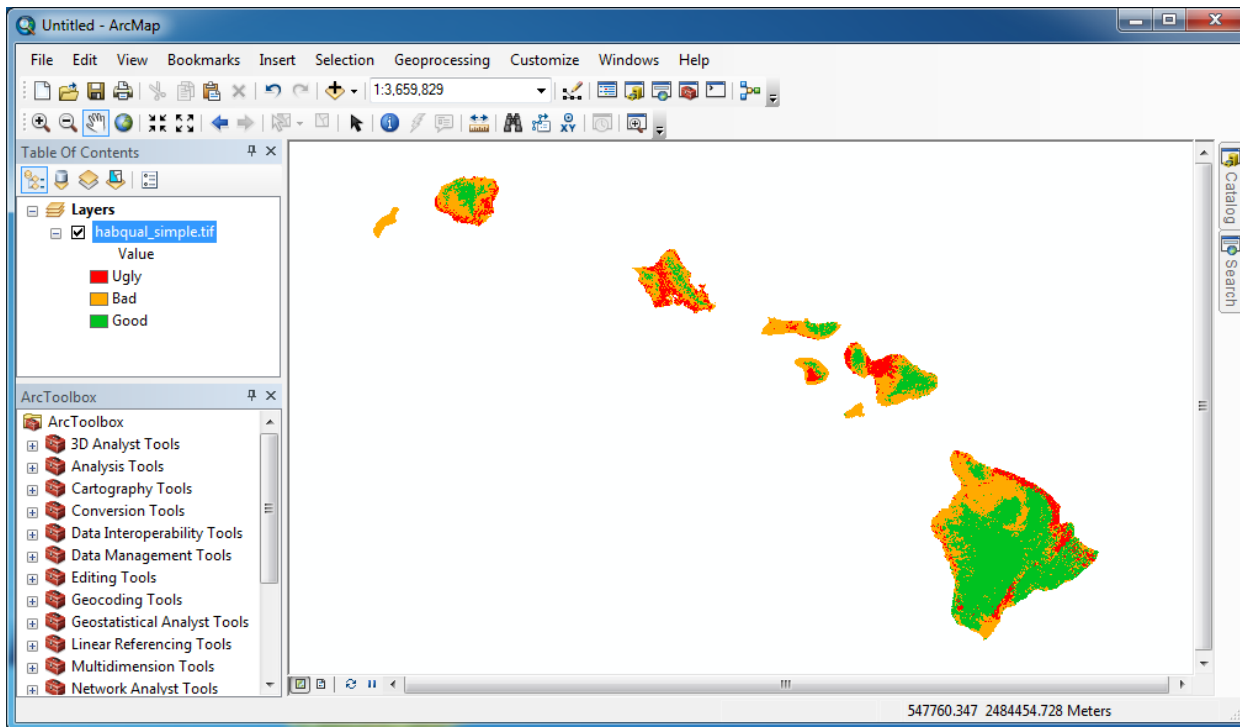 Untitled - ArcMap
File Edit View Bookmarks Insert Selection Geoprocessing Customize Windows Help
1:3,659,829
XY
Table Of Contents
Layers
habqual_simple.tif
Value
Ugly
Bad
Good
ArcToolbox
ArcToolbox
3D Analyst Tools
Analysis Tools
Cartography Tools
Conversion Tools
Data Interoperability Tools
Data Management Tools
Editing Tools
Geocoding Tools
Geostatistical Analyst Tools
Linear Referencing Tools
Multidimension Tools
Network Analyst Tools
Catalog
Search
547760.347 2484454.728 Meters